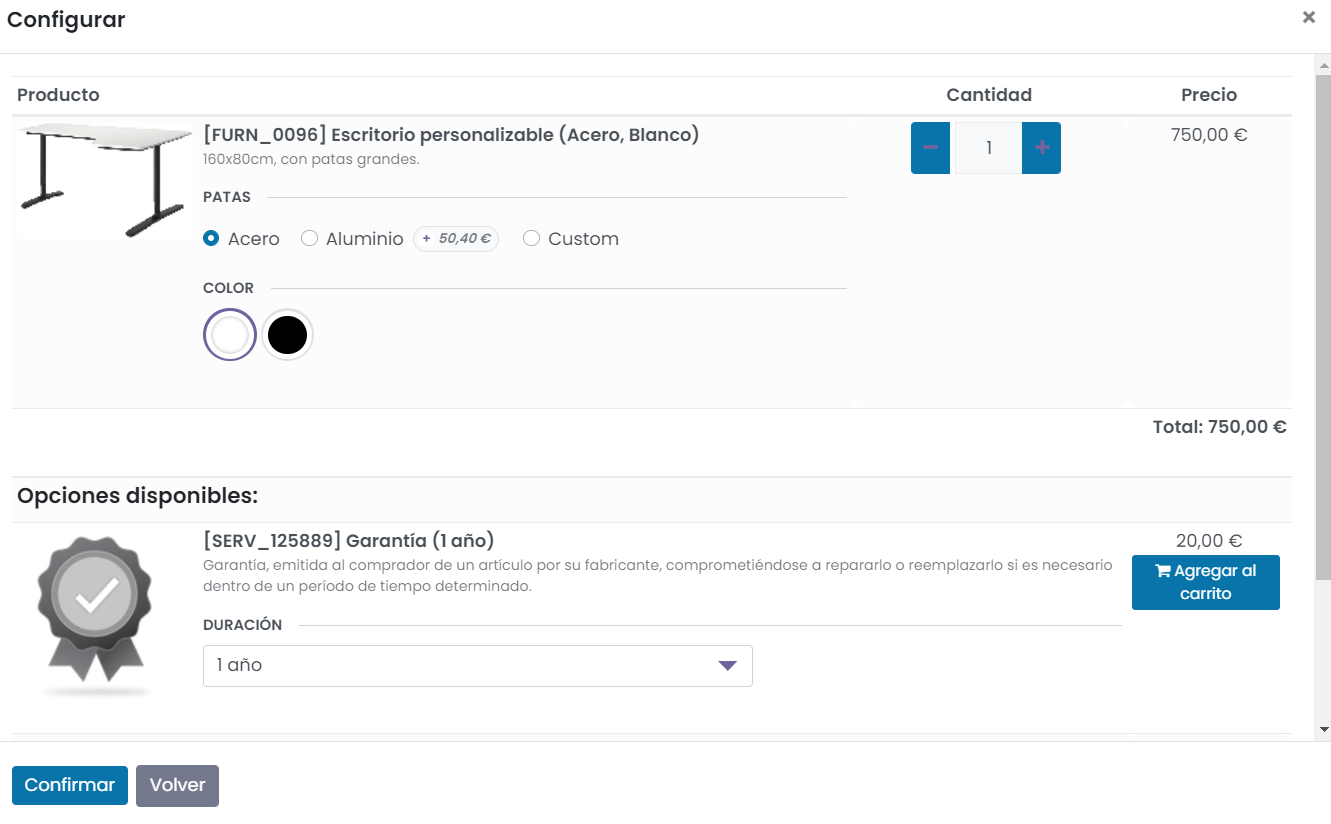 Configurar
×
Producto Cantidad Precio
[FURN_0096] Escritorio personalizable (Acero, Blanco) − 1 + 750,00 €
160x80cm, con patas grandes.
PATAS
Acero Aluminio + 50,40 € Custom
COLOR
Total: 750,00 €
Opciones disponibles:
[SERV_125889] Garantía (1 año) 20,00 €
Garantía, emitida al comprador de un artículo por su fabricante, comprometiéndose a repararlo o reemplazarlo si es necesario
dentro de un período de tiempo determinado.
Agregar al
carrito
DURACIÓN
1 año
Confirmar Volver